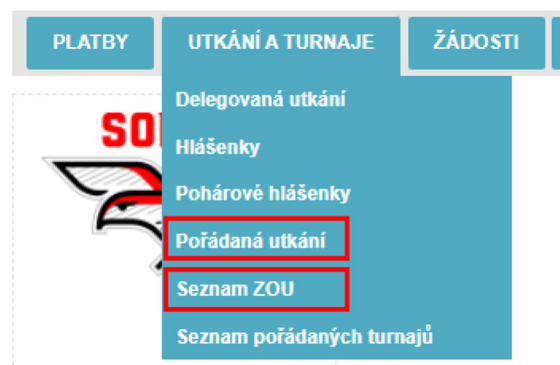 PLATBY
UTKÁNÍ A TURNAJE
ŽÁDOSTI
Delegovaná utkání
Hlášenky
Pohárové hlášenky
Pořádaná utkání
Seznam ZOU
Seznam pořádaných turnajů